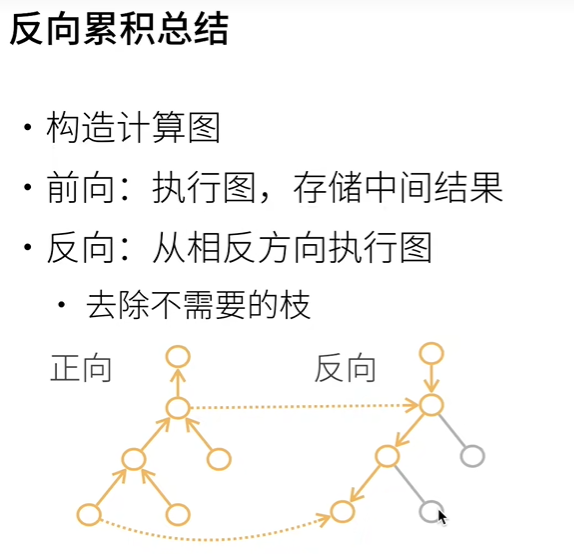 反向累积总结
• 构造计算图
• 前向：执行图，存储中间结果
• 反向：从相反方向执行图
• 去除不需要的枝
正向
反向